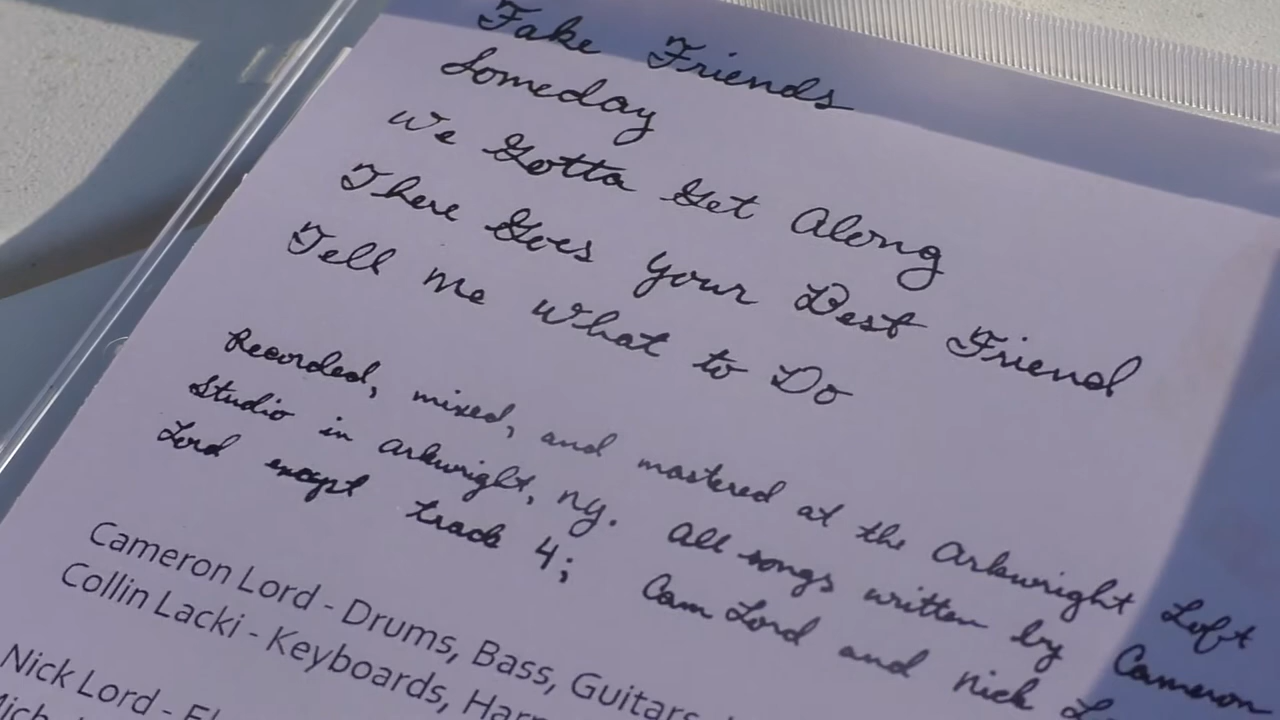 Fake Friends
Someday
We Gotta Get Along
There Goes Your Best Friend
Tell Me What to Do
Recorded, mixed, and mastered at the Arkwright Loft
Studio in Arkwright, NY. All songs written by Cameron
Lord except track 4; Cam Lord and Nick
Cameron Lord - Drums, Bass, Guitars,
Collin Lacki - Keyboards,
Nick Lord -